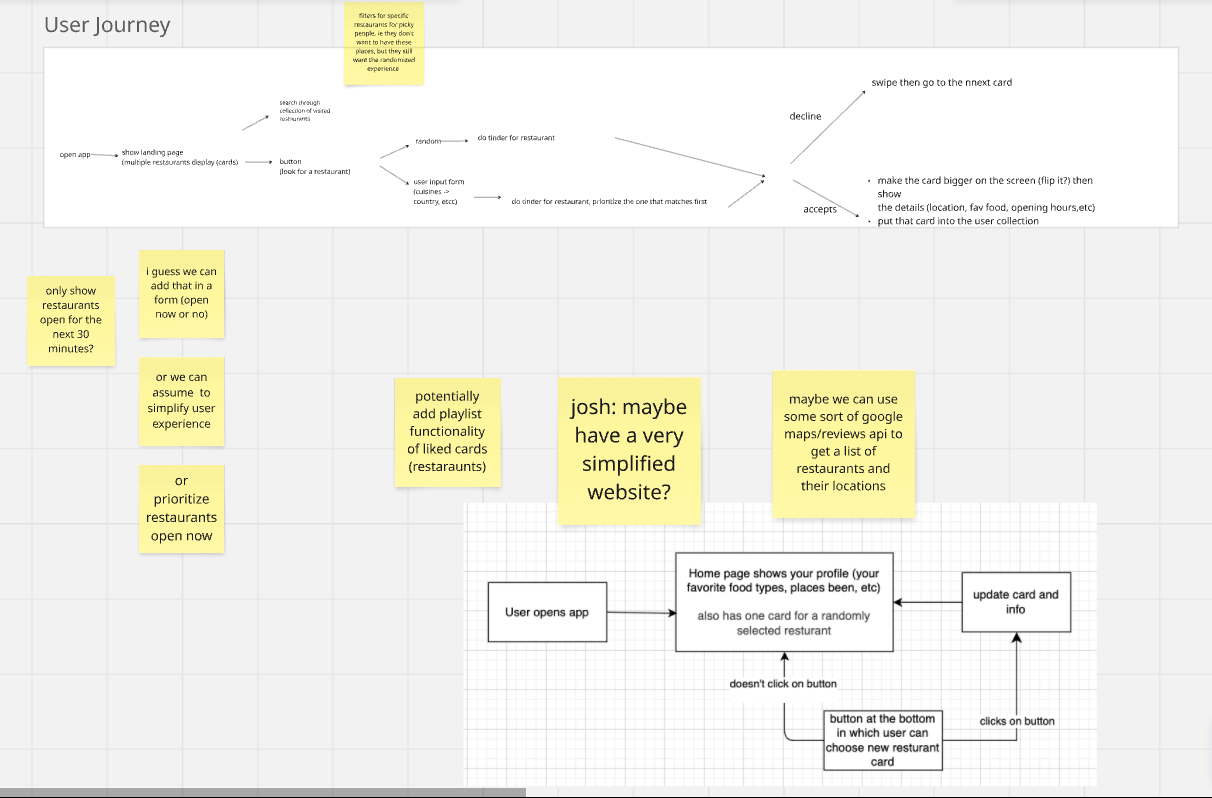 User Journey
filters for specific
restaurants for picky
people, ie they don't
want to have these
places, but they still
want the randomized
experience
swipe then go to the nnext card
search through
collection of visited
restaurants
decline
open app
show landing page
(multiple restaurants display (cards)
button
(look for a restaurant)
random
do tinder for restaurant
user input form
(cuisines ->
country, etcc)
do tinder for restaurant, prioritize the one that matches first
accepts
• make the card bigger on the screen (flip it?) then
show
the details (location, fav food, opening hours,etc)
• put that card into the user collection
only show
restaurants
open for the
next 30
minutes?
i guess we can
add that in a
form (open
now or no)
or we can
assume to
simplify user
experience
or
prioritize
restaurants
open now
potentially
add playlist
functionality
of liked cards
(restaraunts)
josh: maybe
have a very
simplified
website?
maybe we can use
some sort of google
maps/reviews api to
get a list of
restaurants and
their locations
User opens app
Home page shows your profile (your
favorite food types, places been, etc)
also has one card for a randomly
selected resturant
update card and
info
doesn't click on button
button at the bottom
in which user can
choose new resturant
card
clicks on button